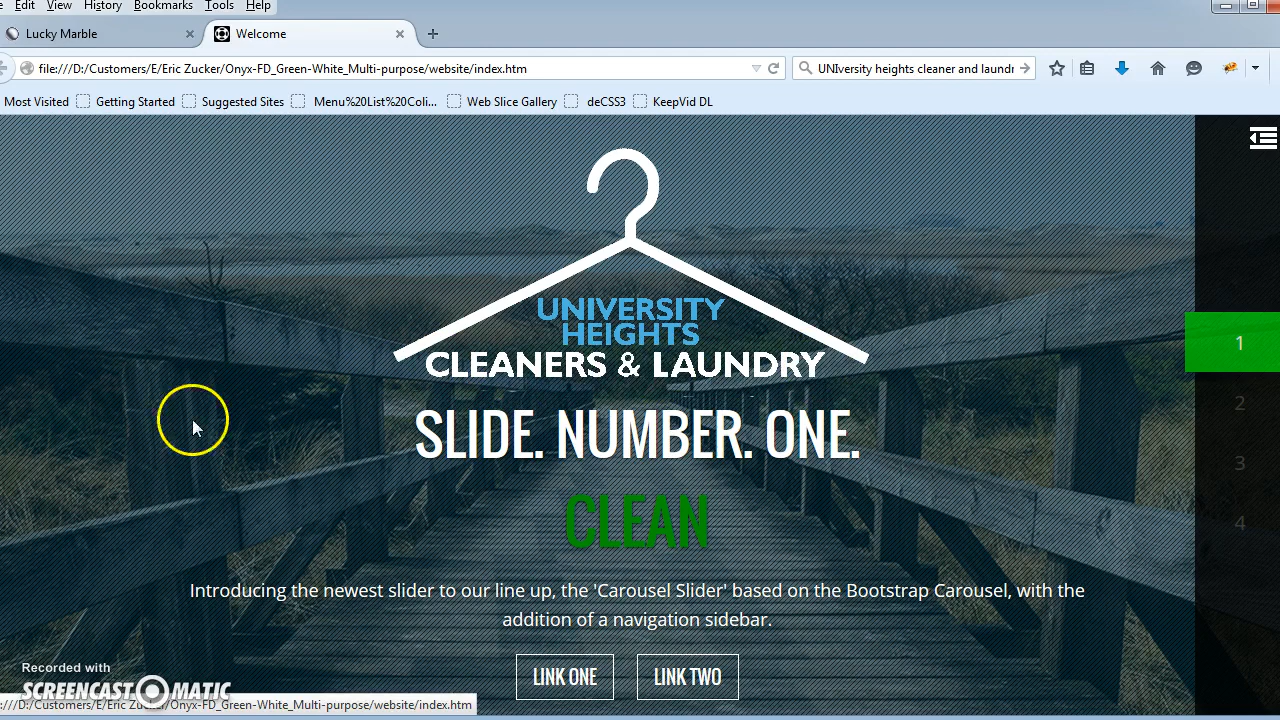 Edit View History Bookmarks Tools Help
Lucky Marble
Welcome
file:///D:/Customers/E/Eric Zucker/Onyx-FD_Green-White_Multi-purpose/website/index.htm
UNIversity heights cleaner and laundr
Most Visited
Getting Started
Suggested Sites
Menu%20List%20Coll...
Web Slice Gallery
deCSS3
KeepVid DL
UNIVERSITY
HEIGHTS
CLEANERS & LAUNDRY
SLIDE. NUMBER. ONE.
CLEAN
Introducing the newest slider to our line up, the 'Carousel Slider' based on the Bootstrap Carousel, with the
addition of a navigation sidebar.
LINK ONE
LINK TWO
1
2
3
4
Recorded with
SCREENCAST MATIC
:///D:/Customers/E/Eric Zucker/Onyx-FD_Green-White_Multi-purpose/website/index.htm